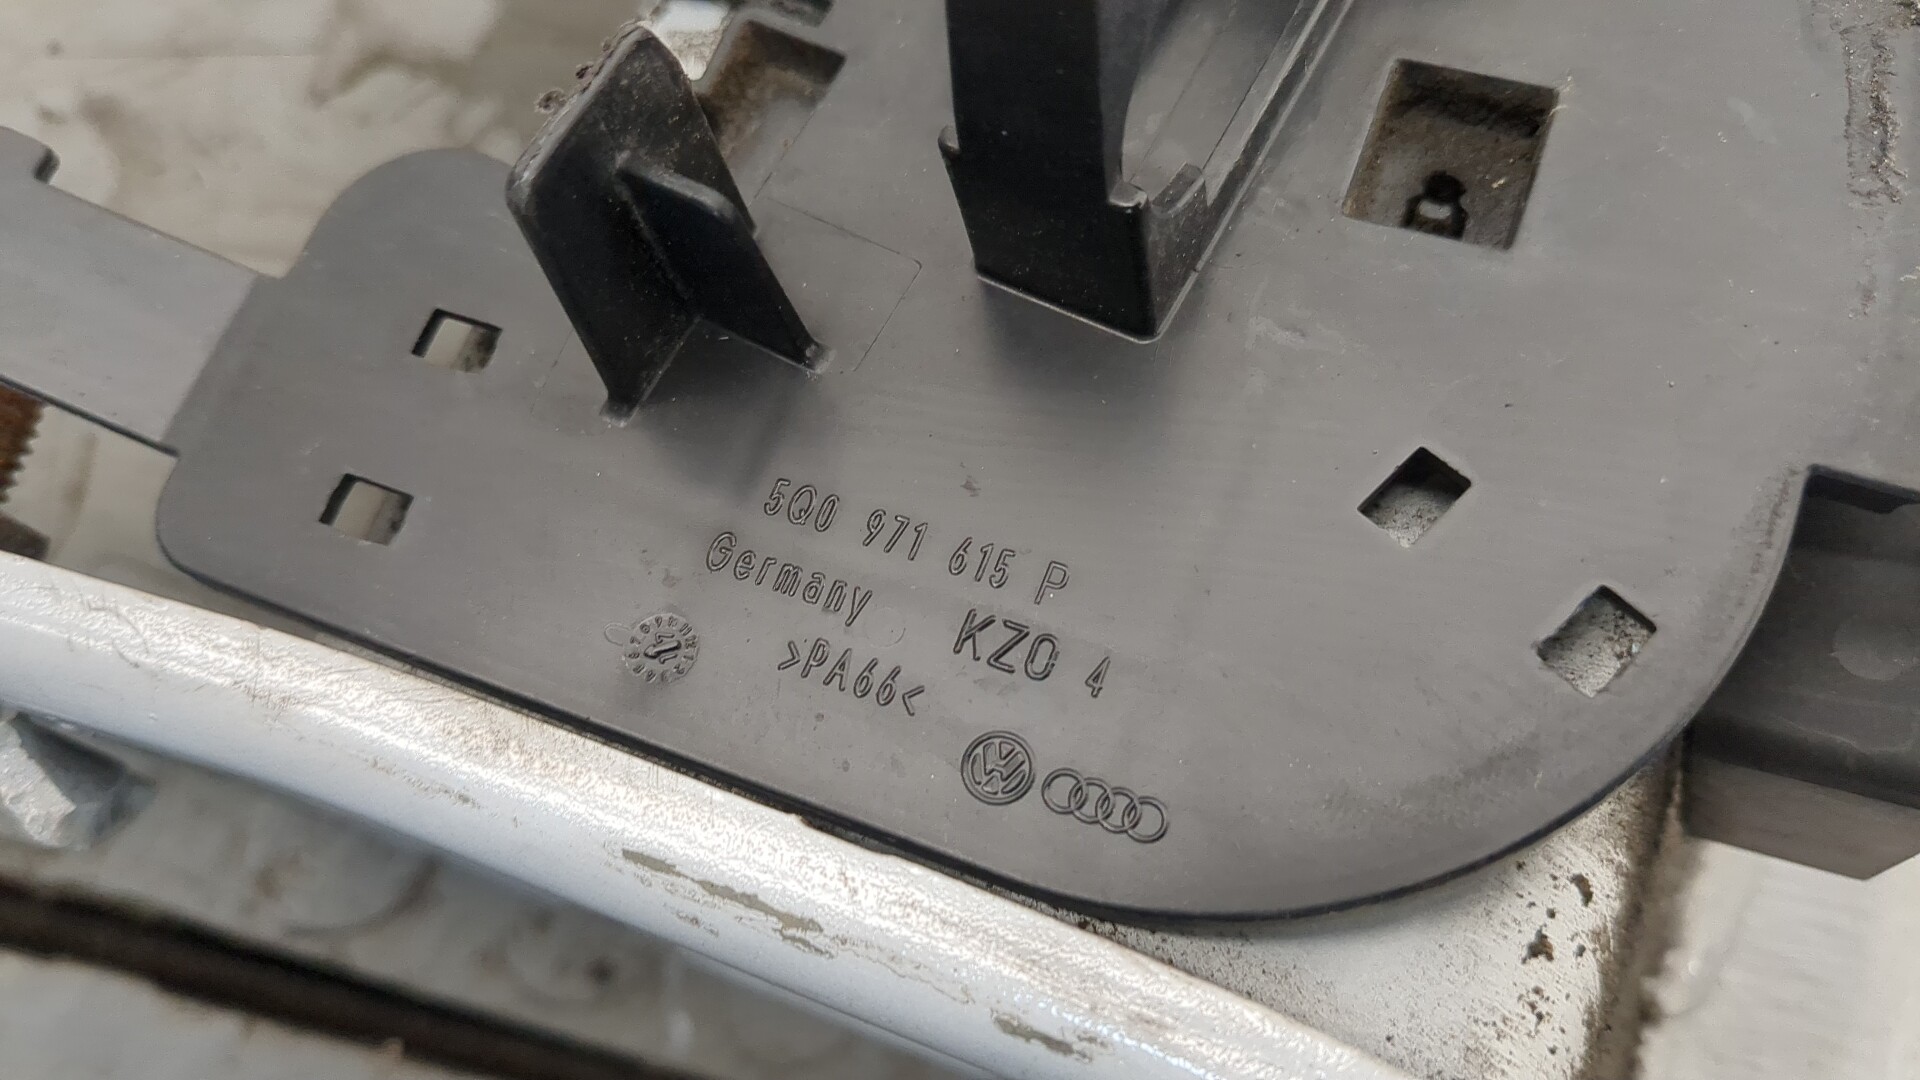 5Q0 971 615 P
Germany KZO 4
>PA66<